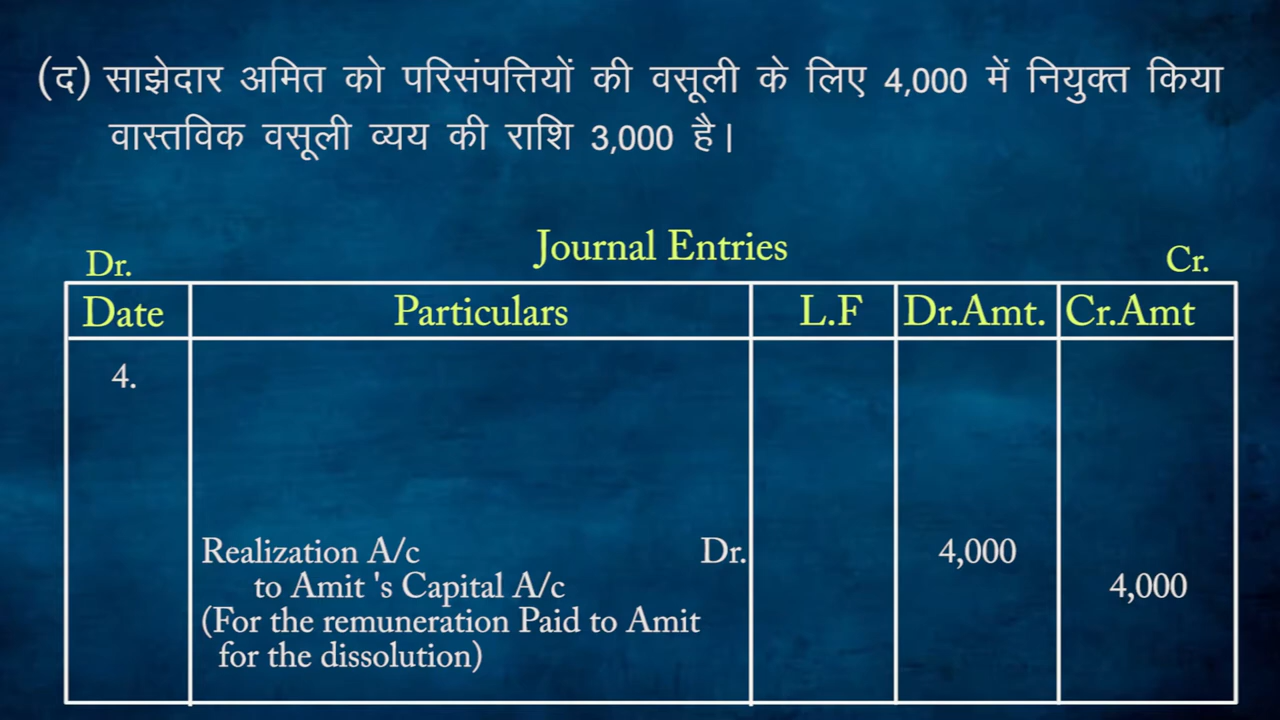 (द) साझेदार अमित को परिसंपत्तियों की वसूली के लिए 4,000 में नियुक्त किया
वास्तविक वसूली व्यय की राशि 3,000 है।
Journal Entries
Dr. Cr.
Date Particulars L.F Dr.Amt. Cr.Amt
4.
Realization A/c Dr. 4,000
to Amit 's Capital A/c 4,000
(For the remuneration Paid to Amit
for the dissolution)